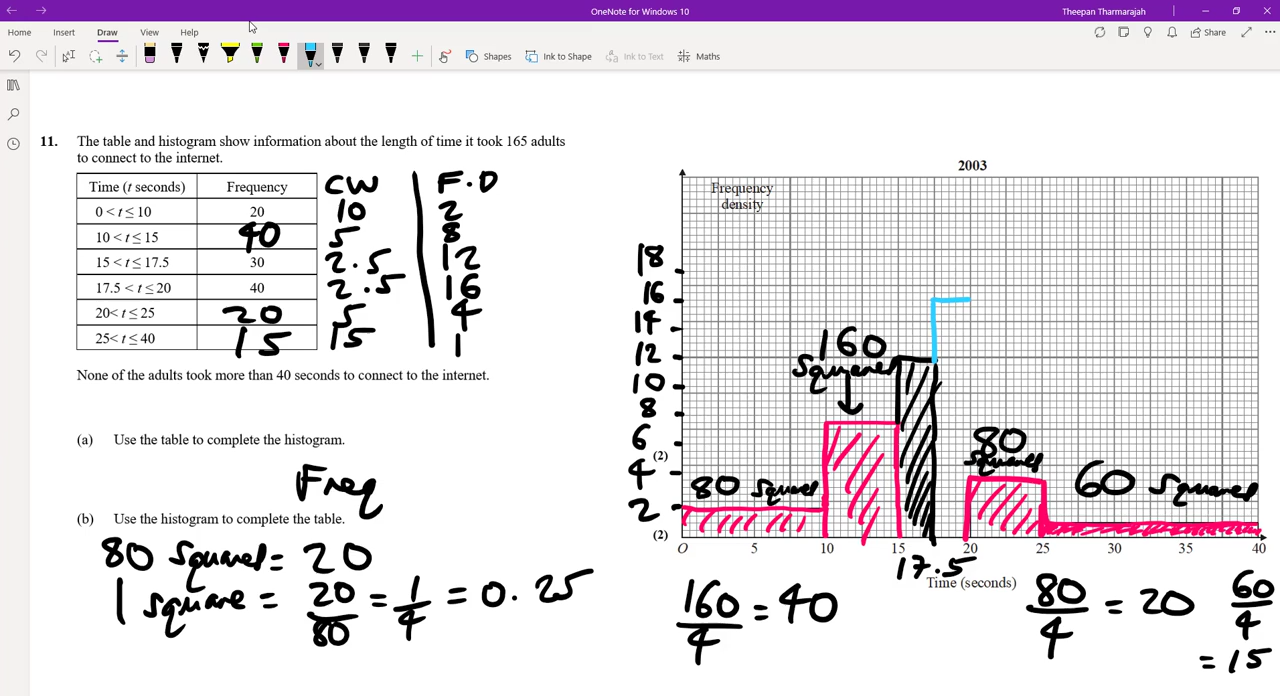 OneNote for Windows 10
Theepan Tharmarajah
Home Insert Draw View Help
Share
Shapes Ink to Shape Ink to Text Maths
11. The table and histogram show information about the length of time it took 165 adults
to connect to the internet.
Time (t seconds) Frequency CW F.D
0 < t ≤ 10 20 10 2
10 < t ≤ 15 40 5 8
15 < t ≤ 17.5 30 2.5 12
17.5 < t ≤ 20 40 2.5 16
20< t ≤ 25 20 5 4
25< t ≤ 40 15 15 1
None of the adults took more than 40 seconds to connect to the internet.
(a) Use the table to complete the histogram.
(2)
Freq
(b) Use the histogram to complete the table.
(2)
80 squares = 20
1 square = 20/80 = 1/4 = 0.25
2003
Frequency
density
18
16
14
12
10
8
6
4
2
160
squares
80 squares
80
squares
60 squares
O 5 10 15 20 25 30 35 40
17.5
Time (seconds)
160/4 = 40
80/4 = 20
60/4
= 15